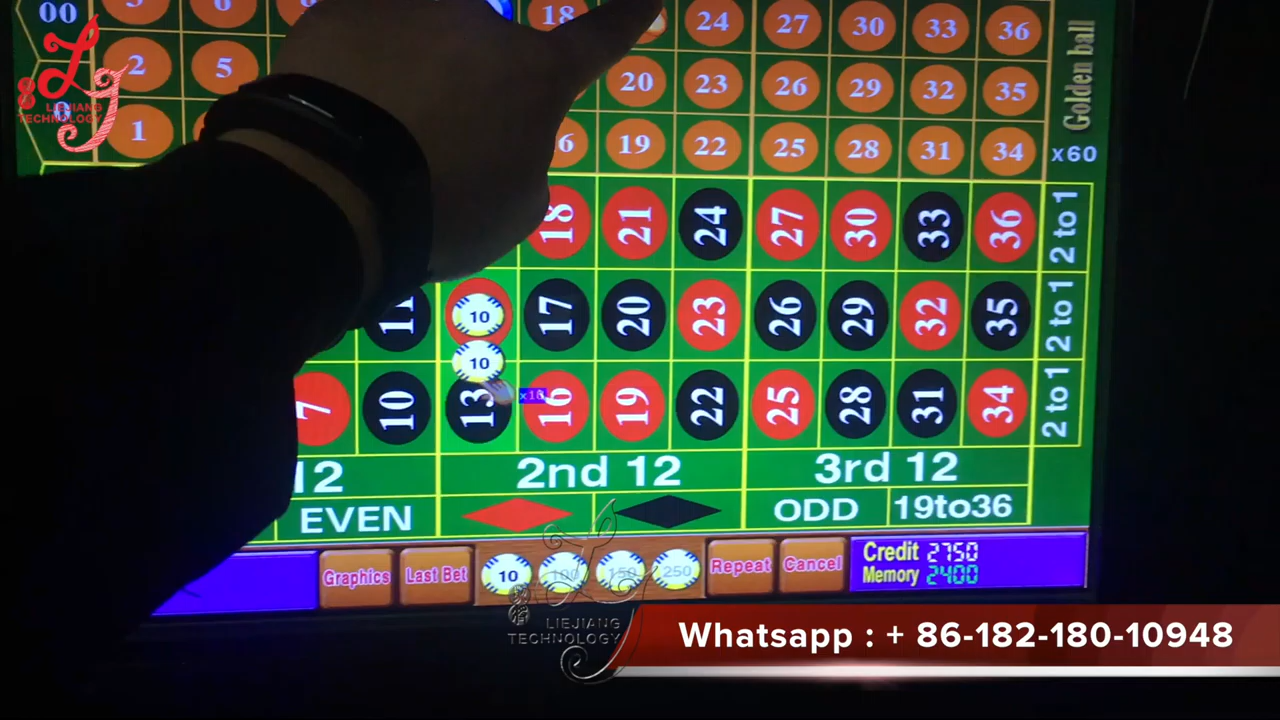 00 18 24 27 30 33 36
2 5 20 23 26 29 32 35
1 19 22 25 28 31 34
Golden ball
x60
LIEJIANG
TECHNOLOGY
18 21 24 27 30 33 36 2 to 1
11 10 17 20 23 26 29 32 35 2 to 1
10
7 10 13 16 19 22 25 28 31 34 2 to 1
12 2nd 12 3rd 12
EVEN ODD 19to36
Graphics Last Bet 10 100 150 250 Repeat Cancel
Credit 2750
Memory 2400
LIEJIANG
TECHNOLOGY
Whatsapp : + 86-182-180-10948